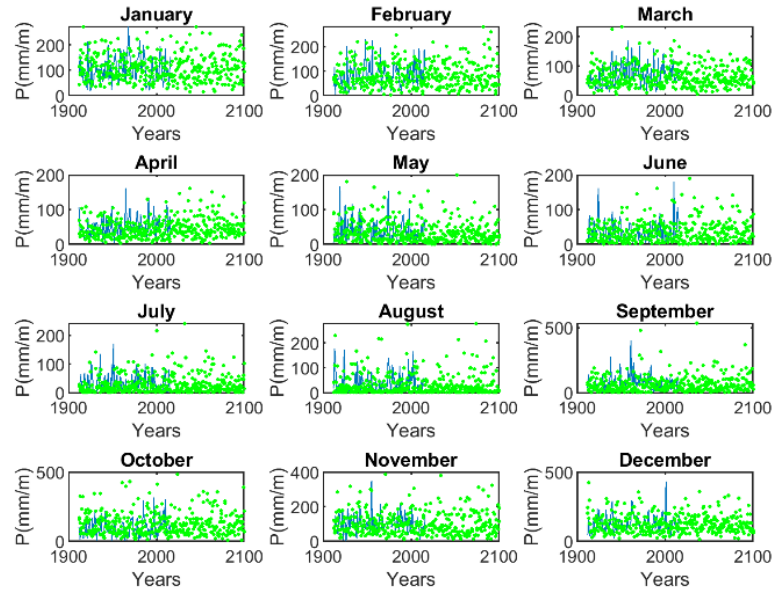 January
P(mm/m)
200
100
0
1900
2000
2100
Years
February
P(mm/m)
200
100
0
1900
2000
2100
Years
March
P(mm/m)
200
100
0
1900
2000
2100
Years
April
P(mm/m)
200
100
0
1900
2000
2100
Years
May
P(mm/m)
200
100
0
1900
2000
2100
Years
June
P(mm/m)
200
100
0
1900
2000
2100
Years
July
P(mm/m)
200
100
0
1900
2000
2100
Years
August
P(mm/m)
200
100
0
1900
2000
2100
Years
September
P(mm/m)
500
0
1900
2000
2100
Years
October
P(mm/m)
500
0
1900
2000
2100
Years
November
P(mm/m)
400
200
0
1900
2000
2100
Years
December
P(mm/m)
500
0
1900
2000
2100
Years